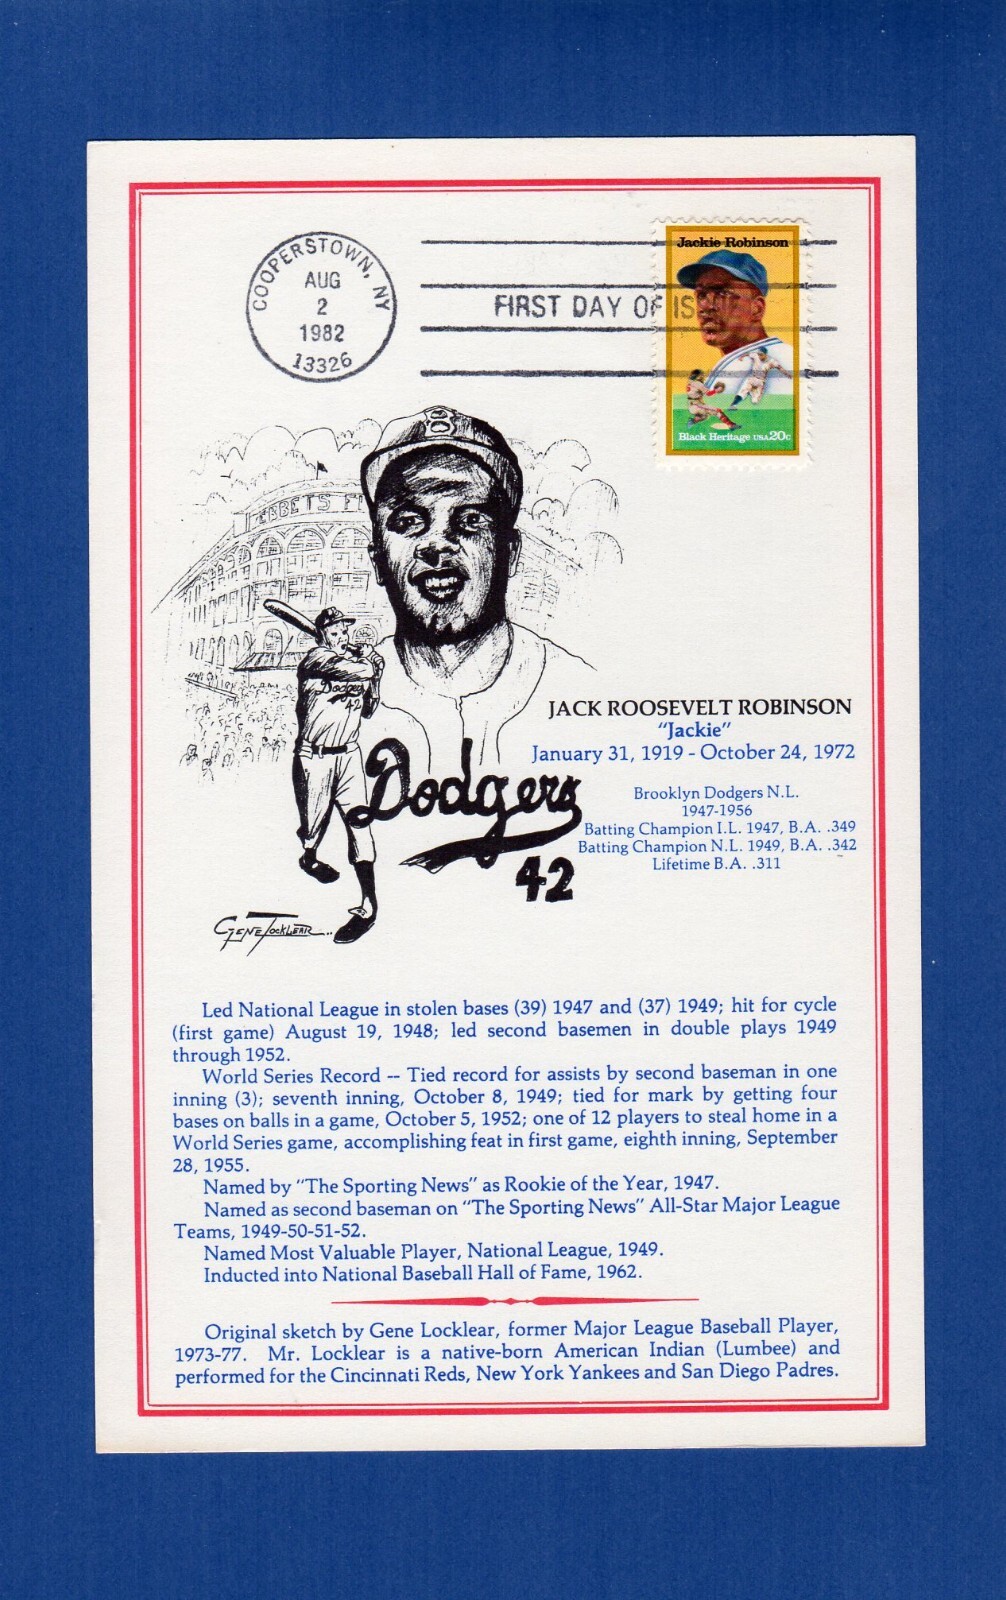 COOPERSTOWN, NY
AUG
2
1982
13326
FIRST DAY OF ISSUE
Jackie Robinson
Black Heritage USA 20c
EBBETS FI
Dodgers
42
JACK ROOSEVELT ROBINSON
"Jackie"
January 31, 1919 - October 24, 1972
Brooklyn Dodgers N.L.
1947-1956
Batting Champion I.L. 1947, B.A. .349
Batting Champion N.L. 1949, B.A. .342
Lifetime B.A. .311
Dodgers
42
GENE LOCKLEAR..
Led National League in stolen bases (39) 1947 and (37) 1949; hit for cycle
(first game) August 19, 1948; led second basemen in double plays 1949
through 1952.
World Series Record -- Tied record for assists by second baseman in one
inning (3); seventh inning, October 8, 1949; tied for mark by getting four
bases on balls in a game, October 5, 1952; one of 12 players to steal home in a
World Series game, accomplishing feat in first game, eighth inning, September
28, 1955.
Named by "The Sporting News" as Rookie of the Year, 1947.
Named as second baseman on "The Sporting News" All-Star Major League
Teams, 1949-50-51-52.
Named Most Valuable Player, National League, 1949.
Inducted into National Baseball Hall of Fame, 1962.
Original sketch by Gene Locklear, former Major League Baseball Player,
1973-77. Mr. Locklear is a native-born American Indian (Lumbee) and
performed for the Cincinnati Reds, New York Yankees and San Diego Padres.